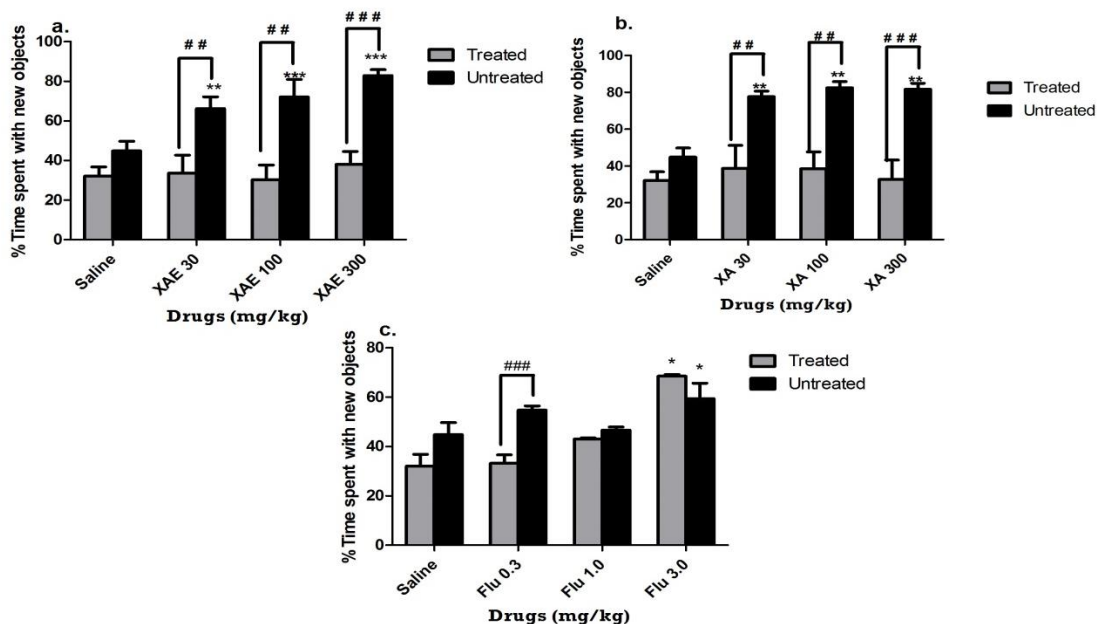 a.
% Time spent with new objects
100
80
60
40
20
0
# #
# #
# # #
**
***
***
Treated
Untreated
Saline
XAE 30
XAE 100
XAE 300
Drugs (mg/kg)
b.
% Time spent with new objects
100
80
60
40
20
0
# #
# #
# # #
**
**
**
Treated
Untreated
Saline
XA 30
XA 100
XA 300
Drugs (mg/kg)
c.
% Time spent with new objects
80
60
40
20
0
###
*
*
Treated
Untreated
Saline
Flu 0.3
Flu 1.0
Flu 3.0
Drugs (mg/kg)